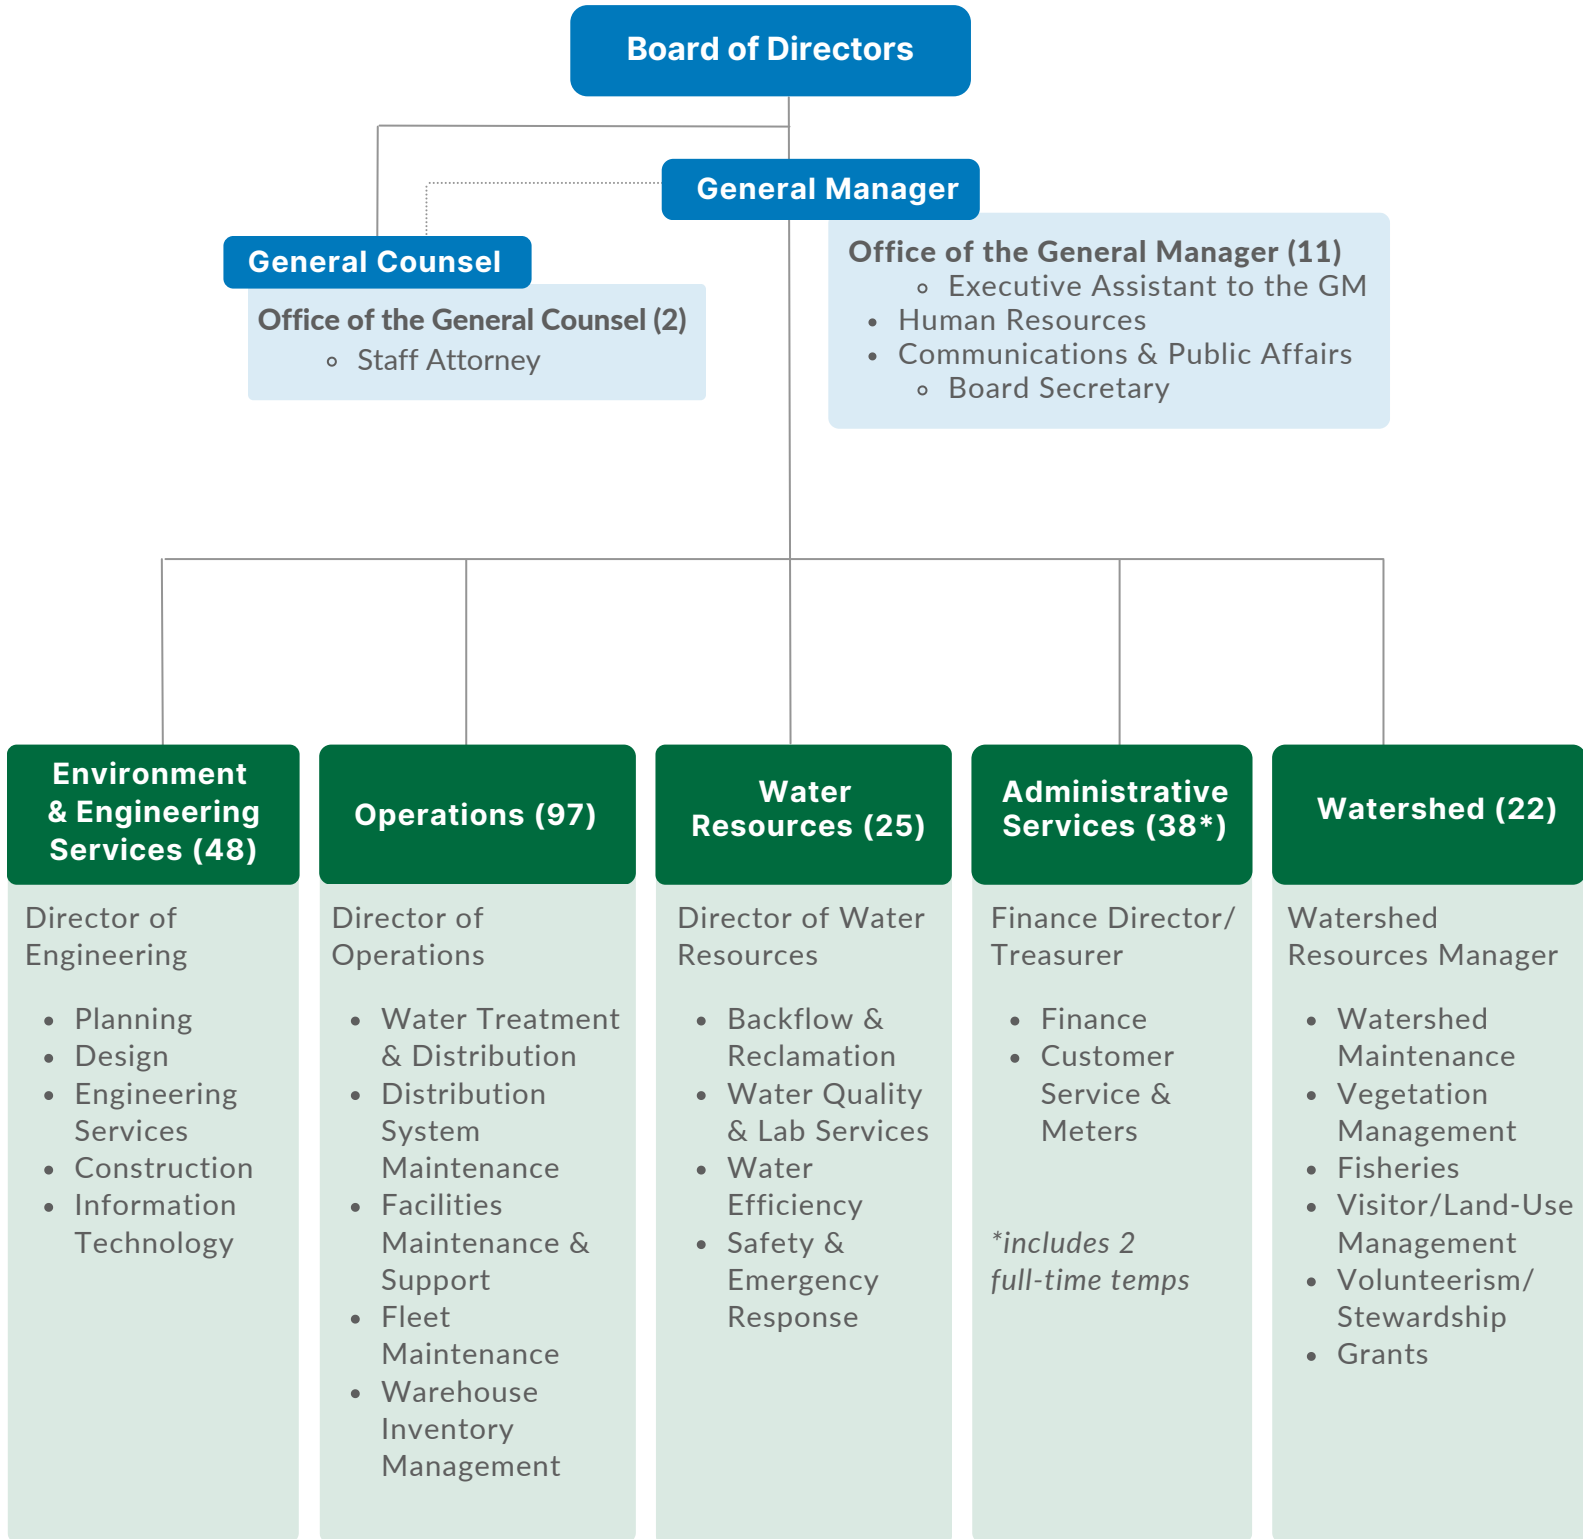 Board of Directors
General Manager
General Counsel
Office of the General Counsel (2)
◦ Staff Attorney
Office of the General Manager (11)
◦ Executive Assistant to the GM
• Human Resources
• Communications & Public Affairs
◦ Board Secretary
Environment
& Engineering
Services (48)
Director of
Engineering
• Planning
• Design
• Engineering
Services
• Construction
• Information
Technology
Operations (97)
Director of
Operations
• Water Treatment
& Distribution
• Distribution
System
Maintenance
• Facilities
Maintenance &
Support
• Fleet
Maintenance
• Warehouse
Inventory
Management
Water
Resources (25)
Director of Water
Resources
• Backflow &
Reclamation
• Water Quality
& Lab Services
• Water
Efficiency
• Safety &
Emergency
Response
Administrative
Services (38*)
Finance Director/
Treasurer
• Finance
• Customer
Service &
Meters
*includes 2
full-time temps
Watershed (22)
Watershed
Resources Manager
• Watershed
Maintenance
• Vegetation
Management
• Fisheries
• Visitor/Land-Use
Management
• Volunteerism/
Stewardship
• Grants